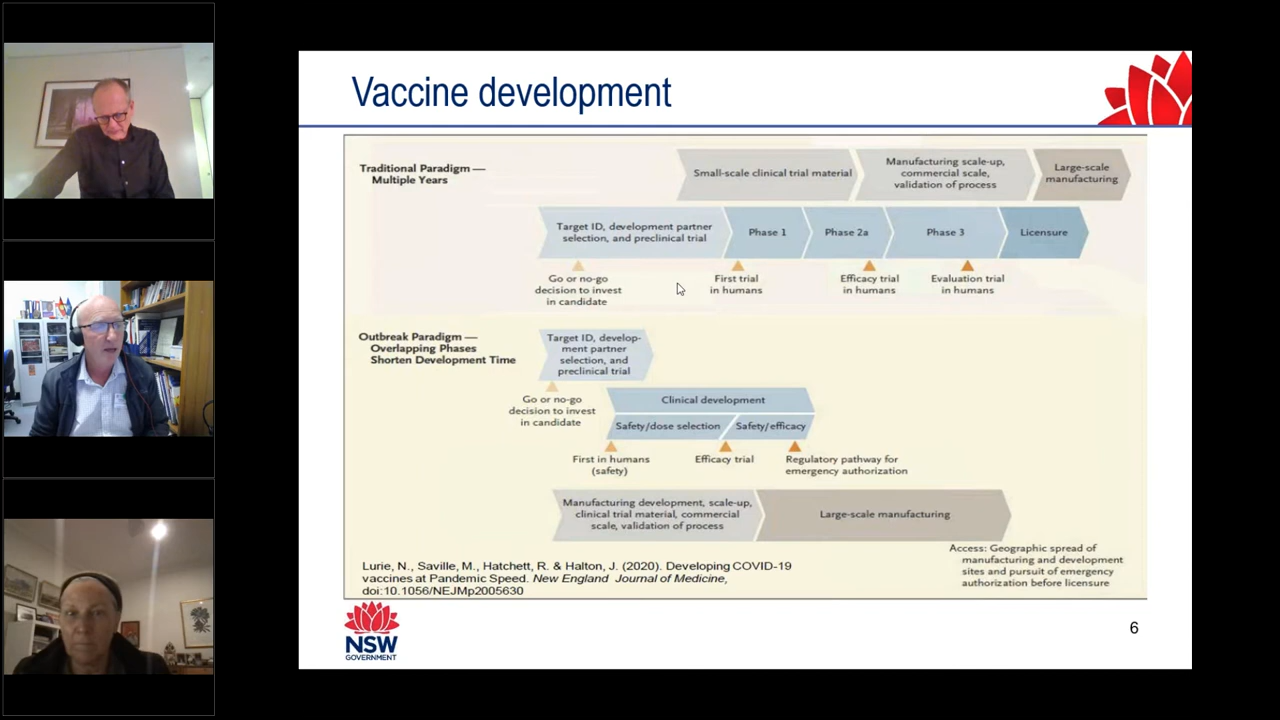 Vaccine development
Traditional Paradigm —
Multiple Years
Small-scale clinical trial material
Manufacturing scale-up,
commercial scale,
validation of process
Large-scale
manufacturing
Target ID, development partner
selection, and preclinical trial
Phase 1
Phase 2a
Phase 3
Licensure
Go or no-go
decision to invest
in candidate
First trial
in humans
Efficacy trial
in humans
Evaluation trial
in humans
Outbreak Paradigm —
Overlapping Phases
Shorten Development Time
Target ID, develop-
ment partner
selection, and
preclinical trial
Go or no-go
decision to invest
in candidate
Clinical development
Safety/dose selection
Safety/efficacy
First in humans
(safety)
Efficacy trial
Regulatory pathway for
emergency authorization
Manufacturing development, scale-up,
clinical trial material, commercial
scale, validation of process
Large-scale manufacturing
Access: Geographic spread of
manufacturing and development
sites and pursuit of emergency
authorization before licensure
Lurie, N., Saville, M., Hatchett, R. & Halton, J. (2020). Developing COVID-19
vaccines at Pandemic Speed. New England Journal of Medicine,
doi:10.1056/NEJMp2005630
NSW
GOVERNMENT
6